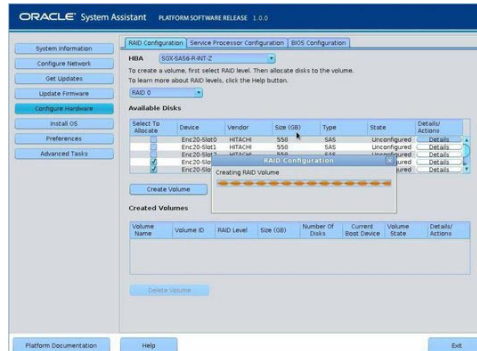 ORACLE System Assistant PLATFORM SOFTWARE RELEASE 1.0.0
System Information
Configure Network
Get Updates
Update Firmware
Configure Hardware
Install OS
Preferences
Advanced Tasks
RAID Configuration Service Processor Configuration BIOS Configuration
HBA SGX-SAS6-R-INT-Z
To create a volume, first select RAID level. Then allocate disks to the volume.
To learn more about RAID levels, click the Help button.
RAID 0
Available Disks
Select To Allocate Device Vendor Size (GB) Type State Details/ Actions
Enc20-Slot0 HITACHI 558 SAS Unconfigured Details
Enc20-Slot1 HITACHI 558 SAS Unconfigured Details
Details
Details
Details
RAID Configuration
Creating RAID Volume
Create Volume
Created Volumes
Volume Name Volume ID RAID Level Size (GB) Number Of Disks Current Boot Device Volume State Details/ Actions
Delete Volume
Platform Documentation Help Exit